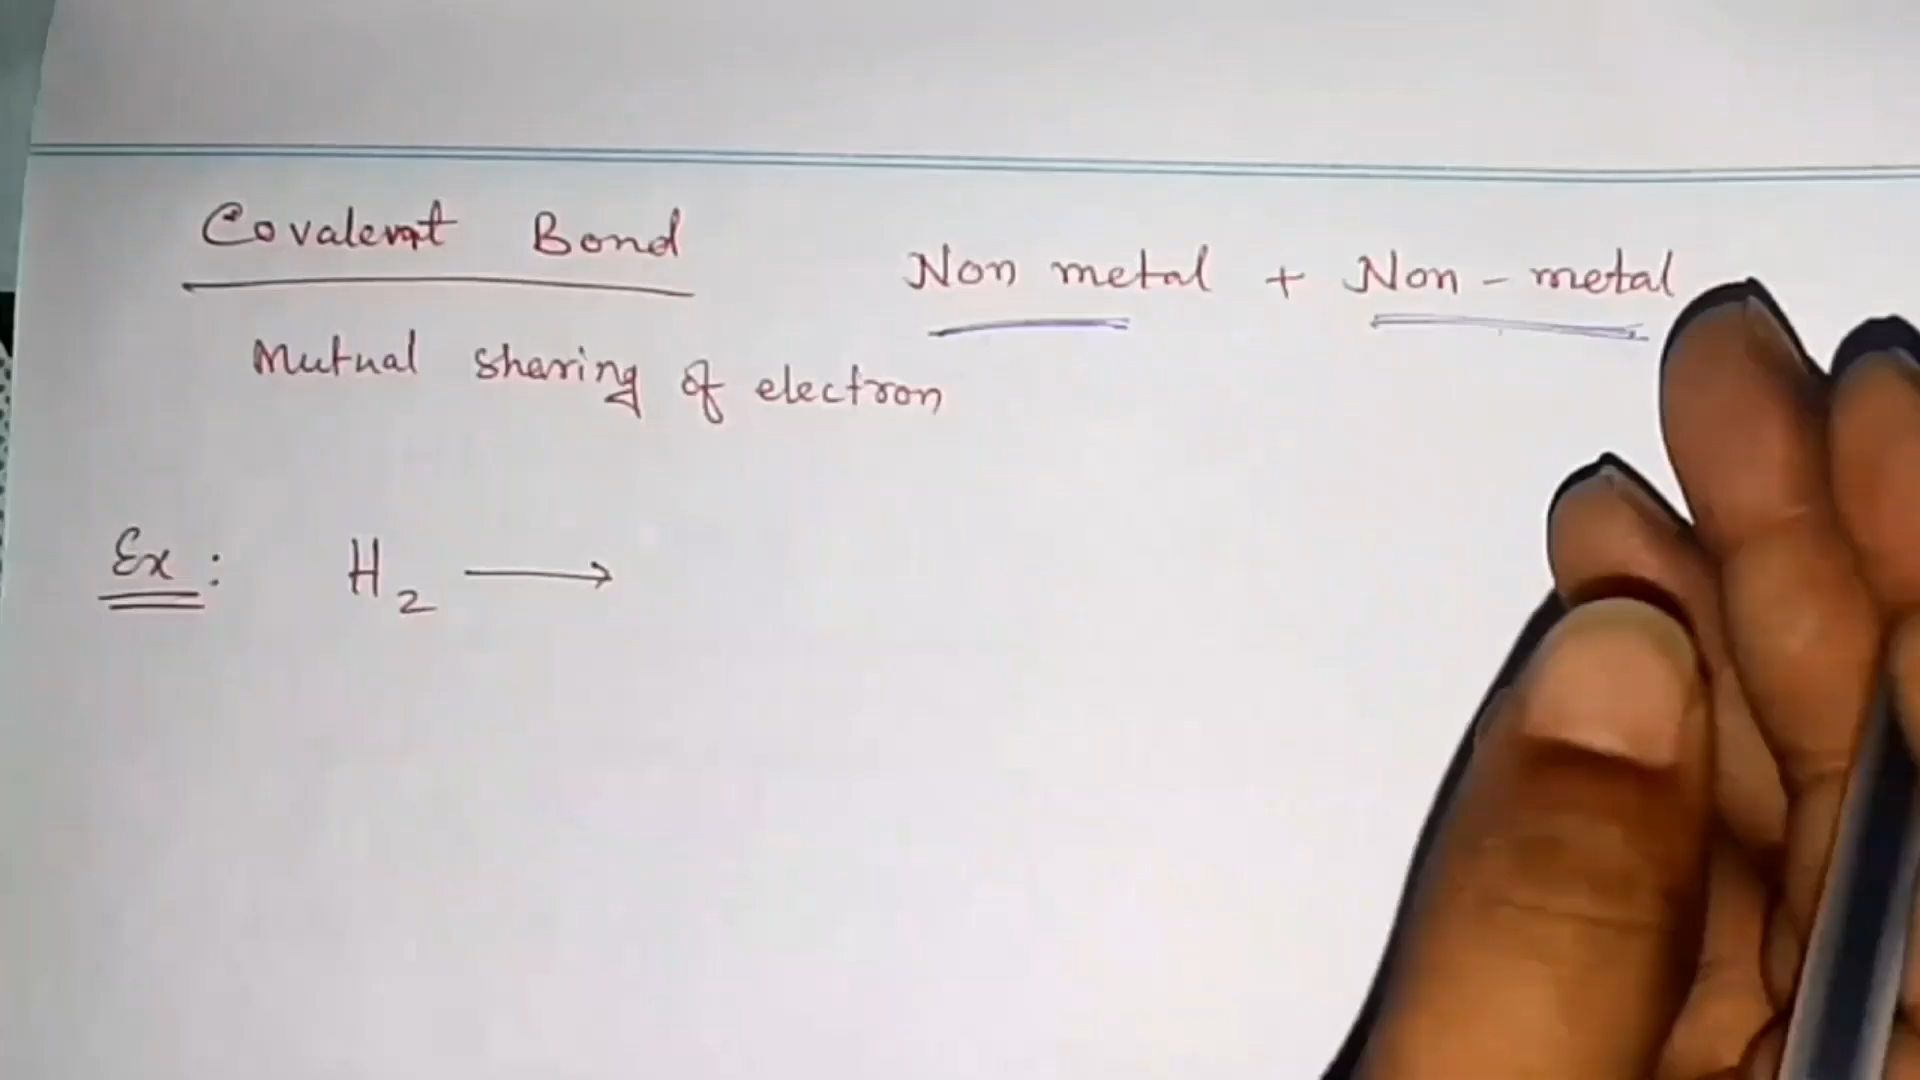 Covalent Bond
Non metal + Non - metal
Mutual sharing of electron
Ex : H₂ ⟶